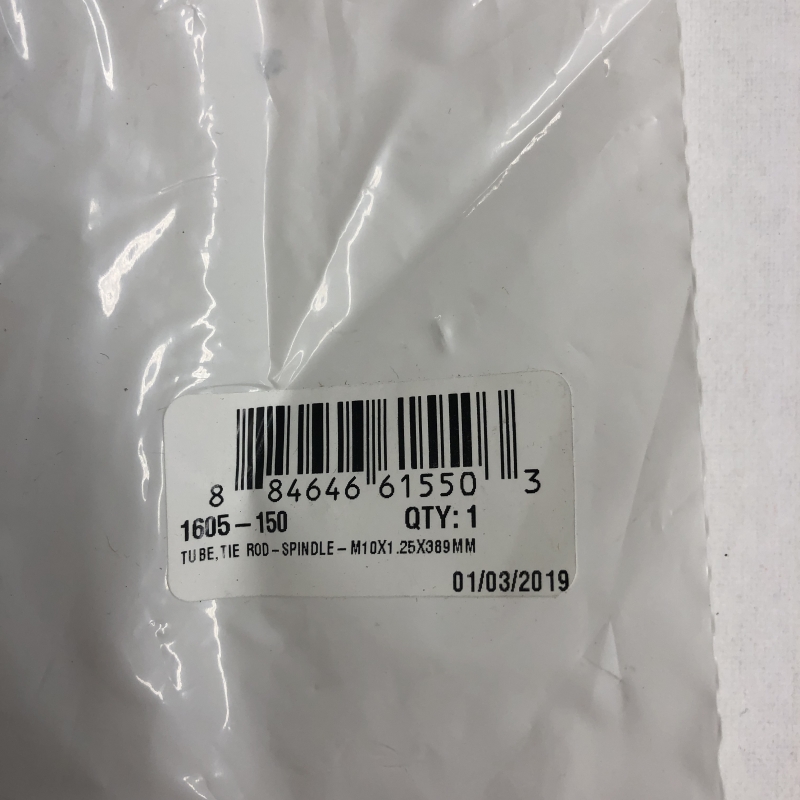 8 84646 61550 3
1605-150 QTY: 1
TUBE, TIE ROD-SPINDLE-M10X1.25X389MM
01/03/2019